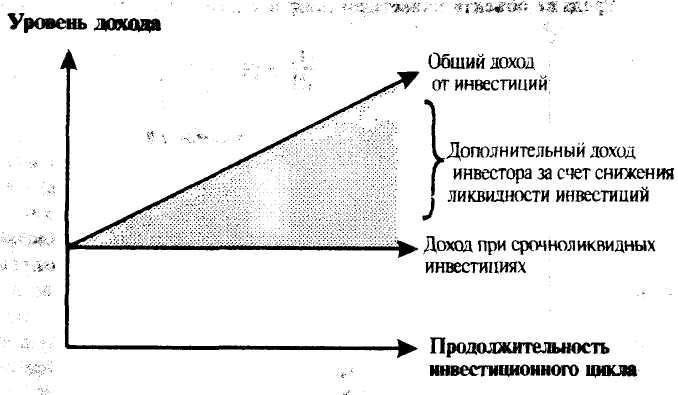 Уровень дохода
Общий доход
от инвестиций
Дополнительный доход
инвестора за счет снижения
ликвидности инвестиций
Доход при срочноликвидных
инвестициях
Продолжительность
инвестиционного цикла